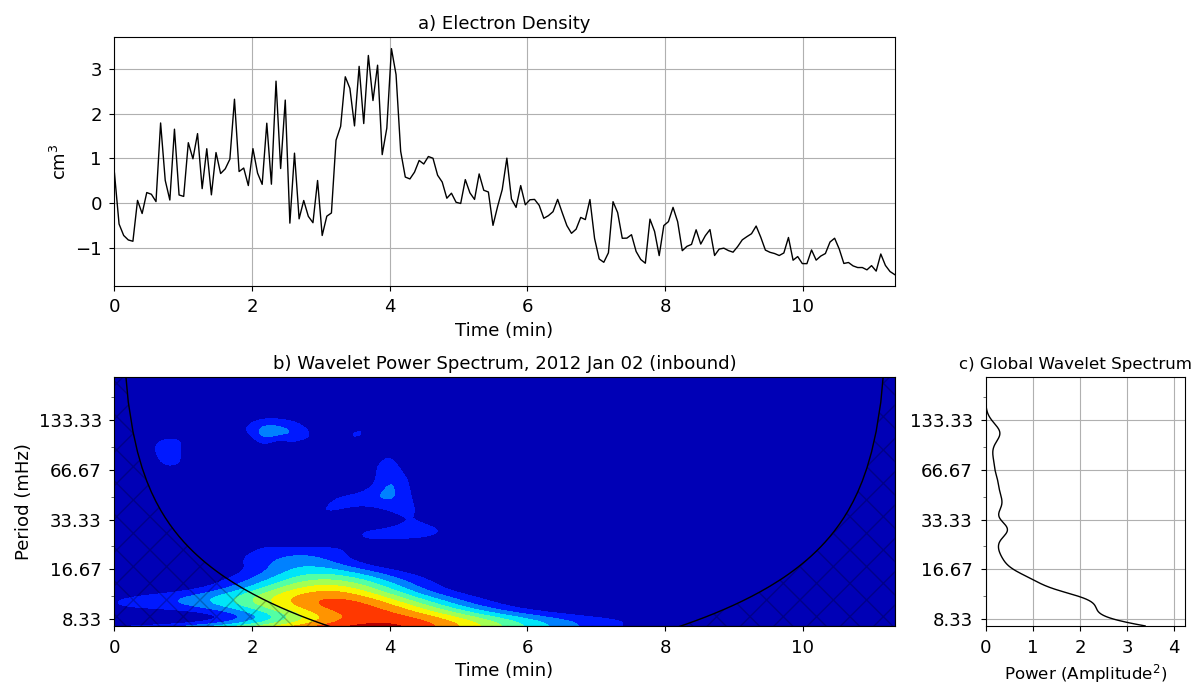 a) Electron Density
3
2
1
0
−1
cm³
0 2 4 6 8 10
Time (min)
b) Wavelet Power Spectrum, 2012 Jan 02 (inbound)
133.33
66.67
33.33
16.67
8.33
Period (mHz)
0 2 4 6 8 10
Time (min)
c) Global Wavelet Spectrum
133.33
66.67
33.33
16.67
8.33
0 1 2 3 4
Power (Amplitude²)